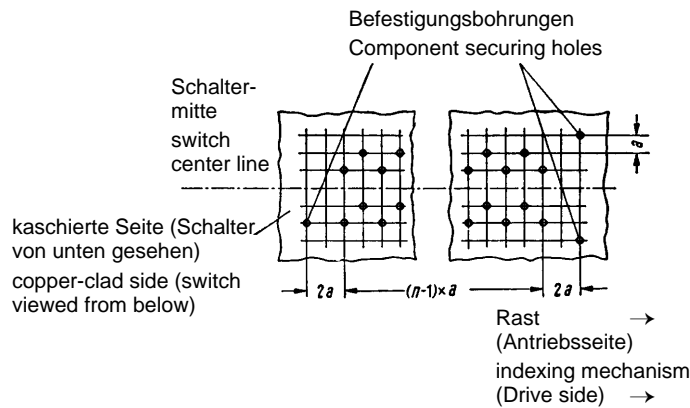 Befestigungsbohrungen
Component securing holes
Schalter-
mitte
switch
center line
a
kaschierte Seite (Schalter
von unten gesehen)
copper-clad side (switch
viewed from below)
2a
(n-1)×a
2a
Rast →
(Antriebsseite)
indexing mechanism
(Drive side) →